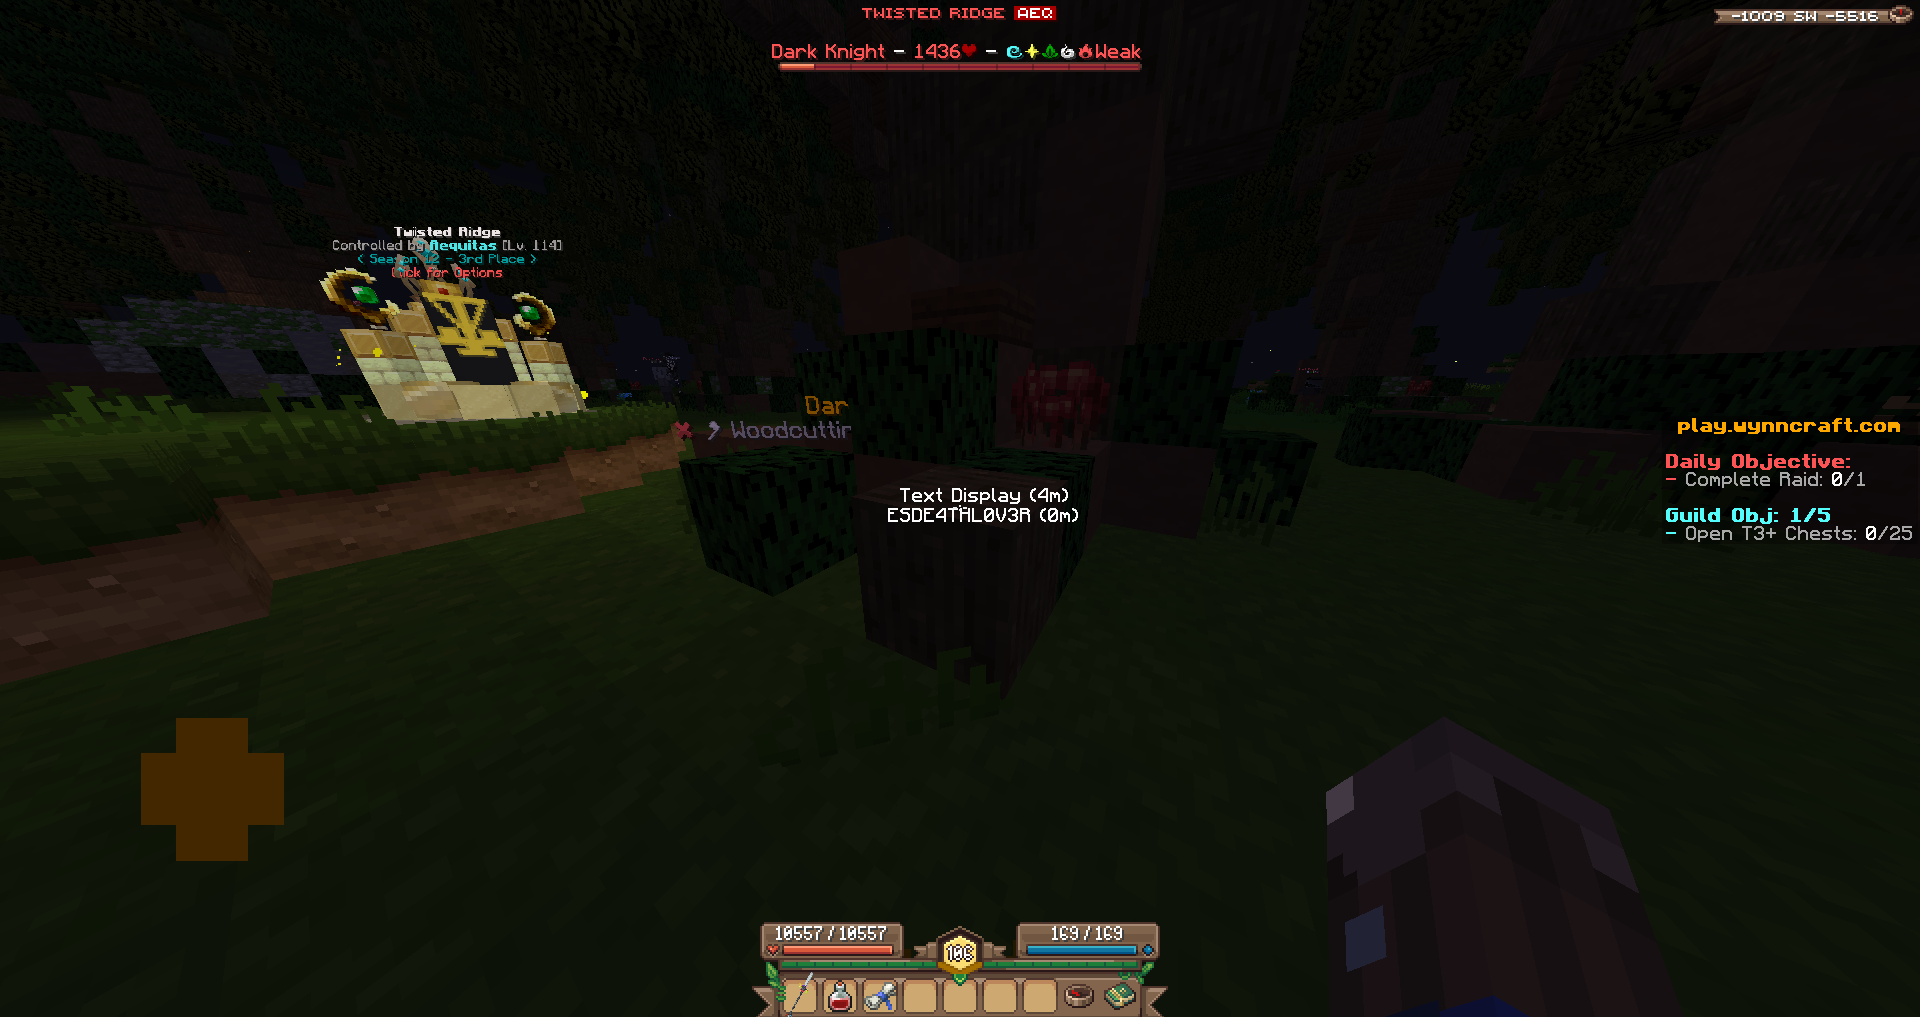 TWISTED RIDGE AEQ
-1009 SW -5516
Dark Knight - 1436 - Weak
Twisted Ridge
Controlled by Aequitas [Lv. 114]
< Season 12 - 3rd Place >
Click for Options
Dar
Woodcuttin
Text Display (4m)
ESDE4THL0V3R (0m)
play.wynncraft.com
Daily Objective:
- Complete Raid: 0/1
Guild Obj: 1/5
- Open T3+ Chests: 0/25
10557/10557
106
169/169